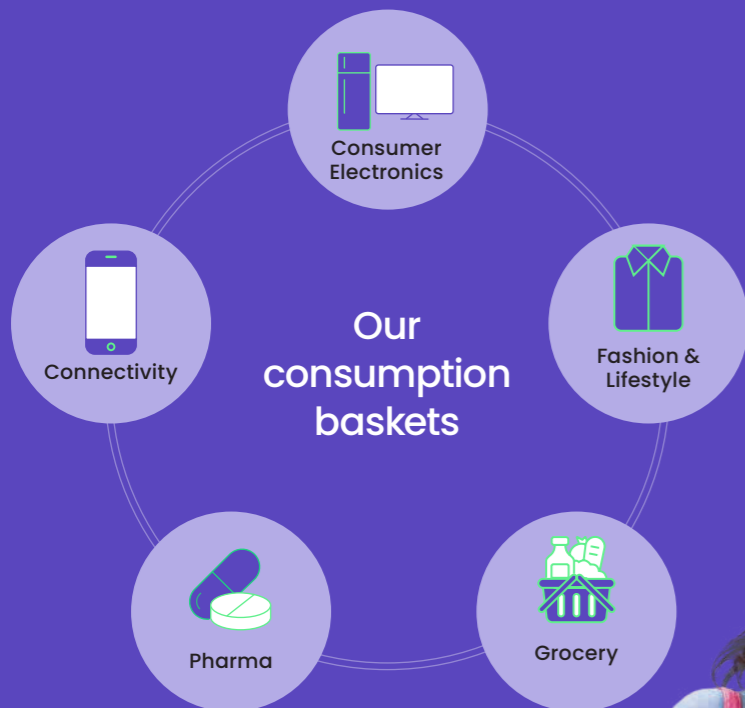 Consumer
Electronics
Connectivity
Our
consumption
baskets
Fashion &
Lifestyle
Pharma
Grocery